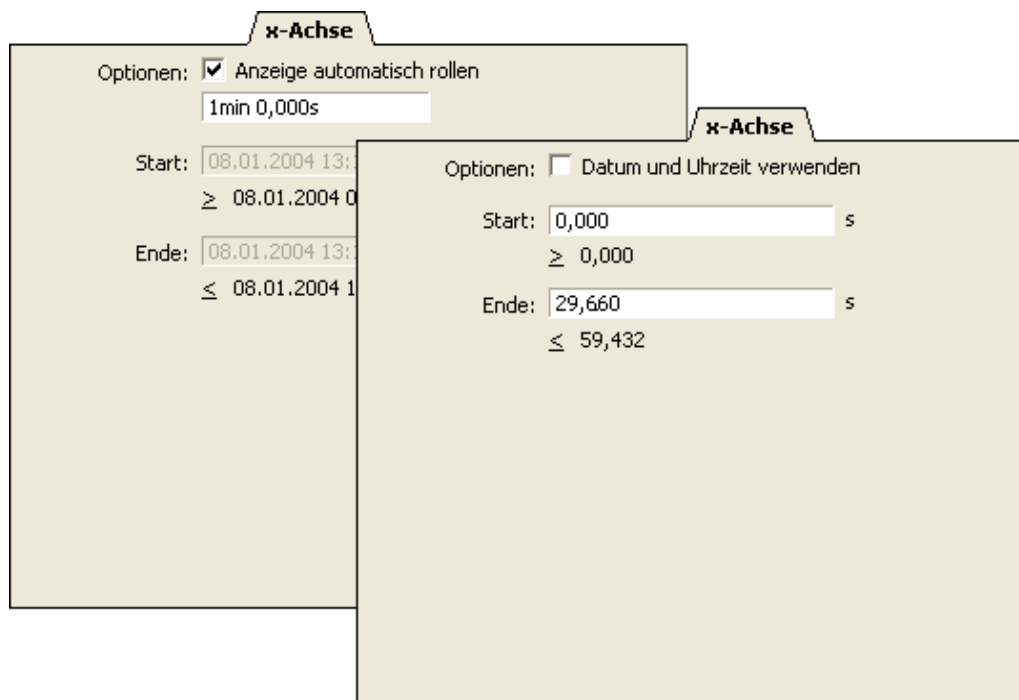 x-Achse
Optionen: Anzeige automatisch rollen
1min 0,000s
Start: 08.01.2004 13:
≥ 08.01.2004 0
Ende: 08.01.2004 13:
≤ 08.01.2004 1
x-Achse
Optionen: Datum und Uhrzeit verwenden
Start: 0,000 s
≥ 0,000
Ende: 29,660 s
≤ 59,432